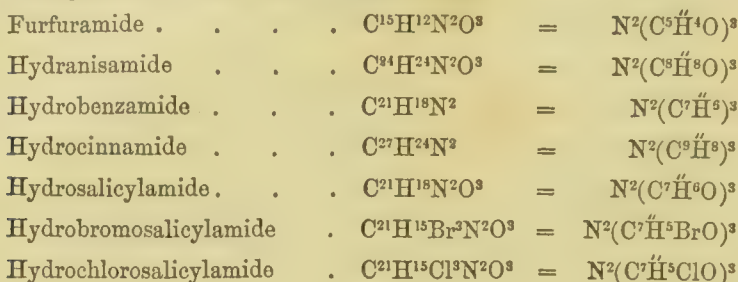 Furfuramide . . . . C¹⁵H¹²N²O³ = N²(C⁵H̋⁴O)³
Hydranisamide . . . C²⁴H²⁴N²O³ = N²(C⁸H̋⁸O)³
Hydrobenzamide . . . C²¹H¹⁸N² = N²(C⁷H̋⁶)³
Hydrocinnamide . . . C²⁷H²⁴N² = N²(C⁹H̋⁸)³
Hydrosalicylamide . . . C²¹H¹⁸N²O³ = N²(C⁷H̋⁶O)³
Hydrobromosalicylamide . C²¹H¹⁵Br³N²O³ = N²(C⁷H̋⁵BrO)³
Hydrochlorosalicylamide . C²¹H¹⁵Cl³N²O³ = N²(C⁷H̋⁵ClO)³